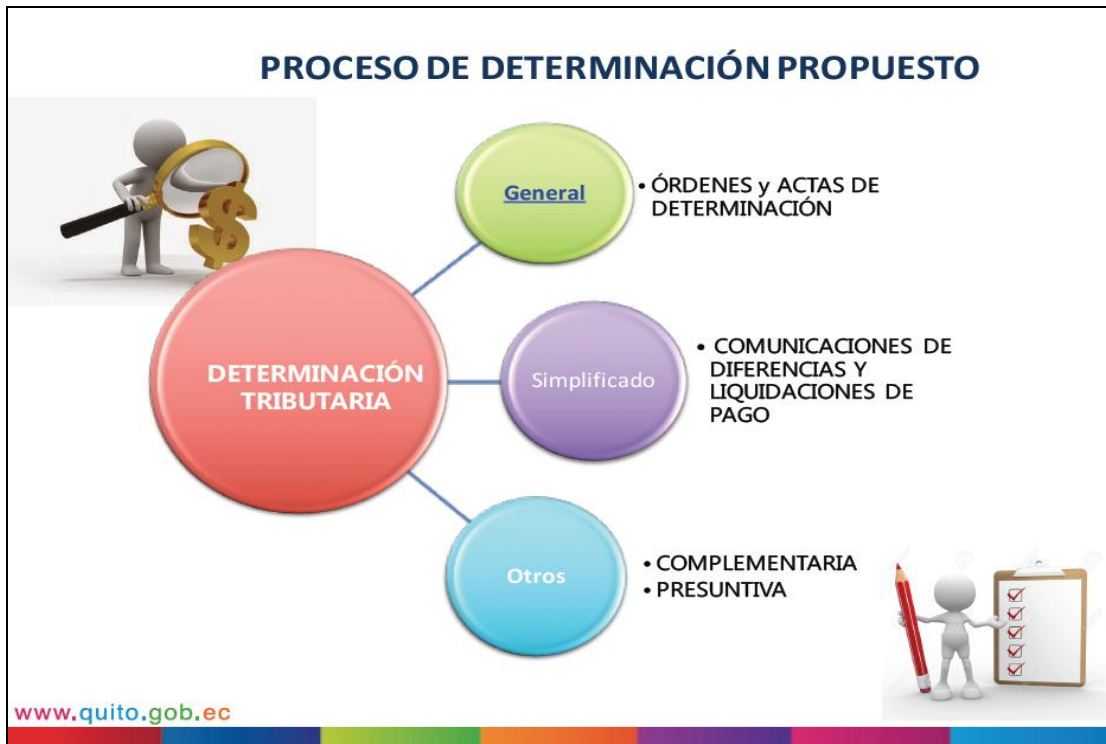 PROCESO DE DETERMINACIÓN PROPUESTO
General
• ÓRDENES y ACTAS DE
DETERMINACIÓN
DETERMINACIÓN
TRIBUTARIA
Simplificado
• COMUNICACIONES DE
DIFERENCIAS Y
LIQUIDACIONES DE
PAGO
Otros
• COMPLEMENTARIA
• PRESUNTIVA
www.quito.gob.ec